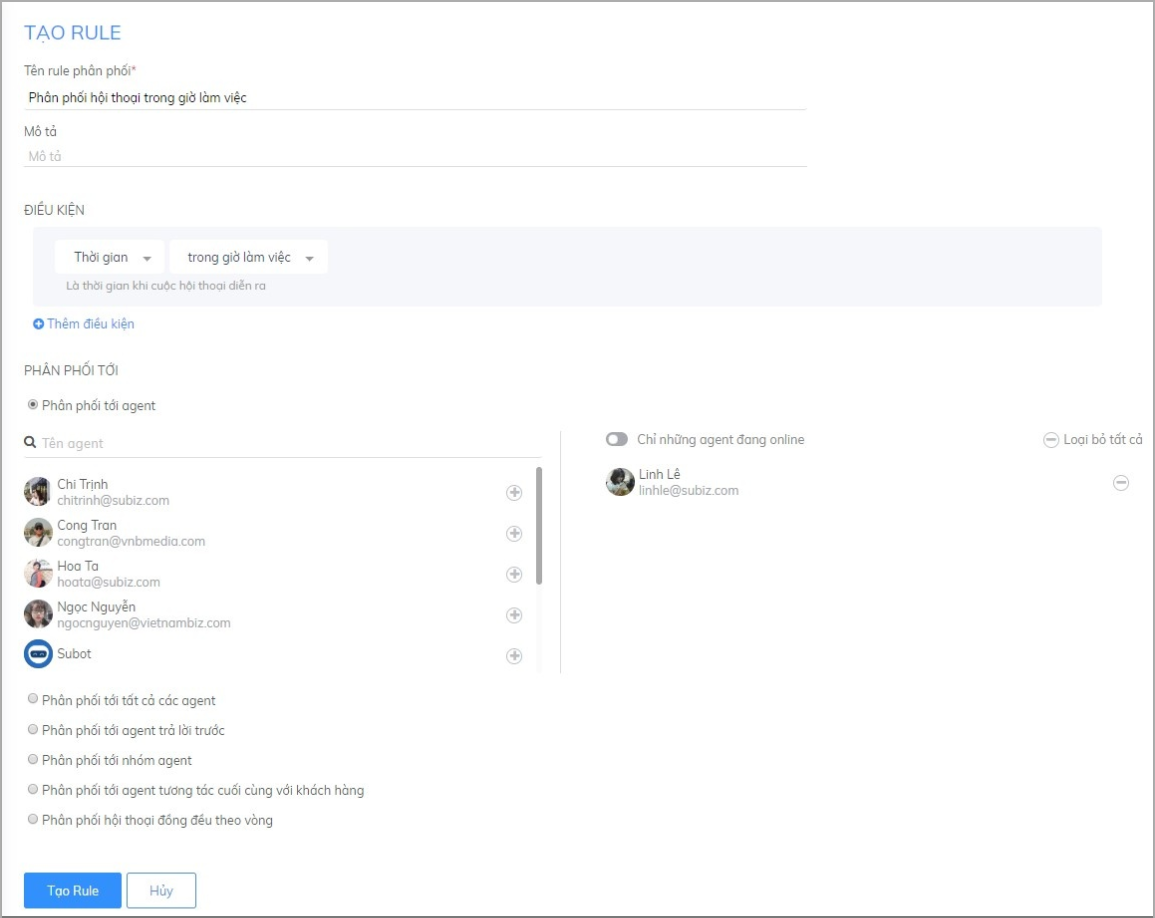 TẠO RULE
Tên rule phân phối*
Phân phối hội thoại trong giờ làm việc
Mô tả
Mô tả
ĐIỀU KIỆN
Thời gian trong giờ làm việc
Là thời gian khi cuộc hội thoại diễn ra
Thêm điều kiện
PHÂN PHỐI TỚI
Phân phối tới agent
Tên agent
Chi Trịnh
chitrinh@subiz.com
Cong Tran
congtran@vnbmedia.com
Hoa Ta
hoata@subiz.com
Ngọc Nguyễn
ngocnguyen@vietnambiz.com
Subot
Chỉ những agent đang online
Loại bỏ tất cả
Linh Lê
linhle@subiz.com
Phân phối tới tất cả các agent
Phân phối tới agent trả lời trước
Phân phối tới nhóm agent
Phân phối tới agent tương tác cuối cùng với khách hàng
Phân phối hội thoại đồng đều theo vòng
Tạo Rule Hủy